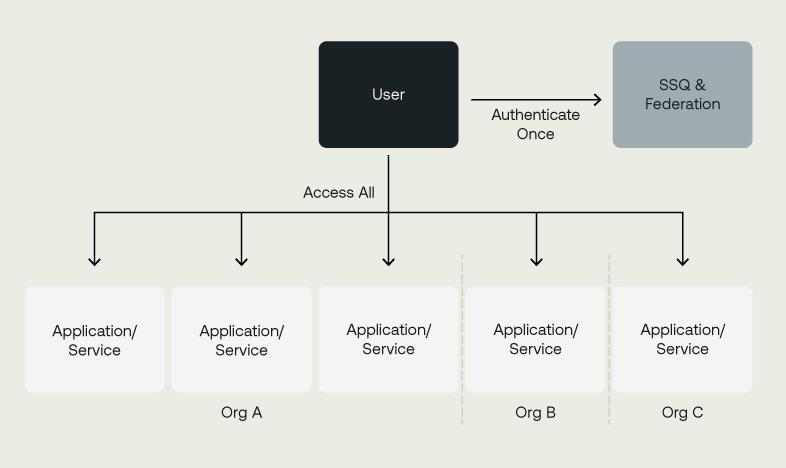 User
SSQ &
Federation
Authenticate
Once
Access All
Application/
Service
Application/
Service
Application/
Service
Application/
Service
Application/
Service
Org A
Org B
Org C